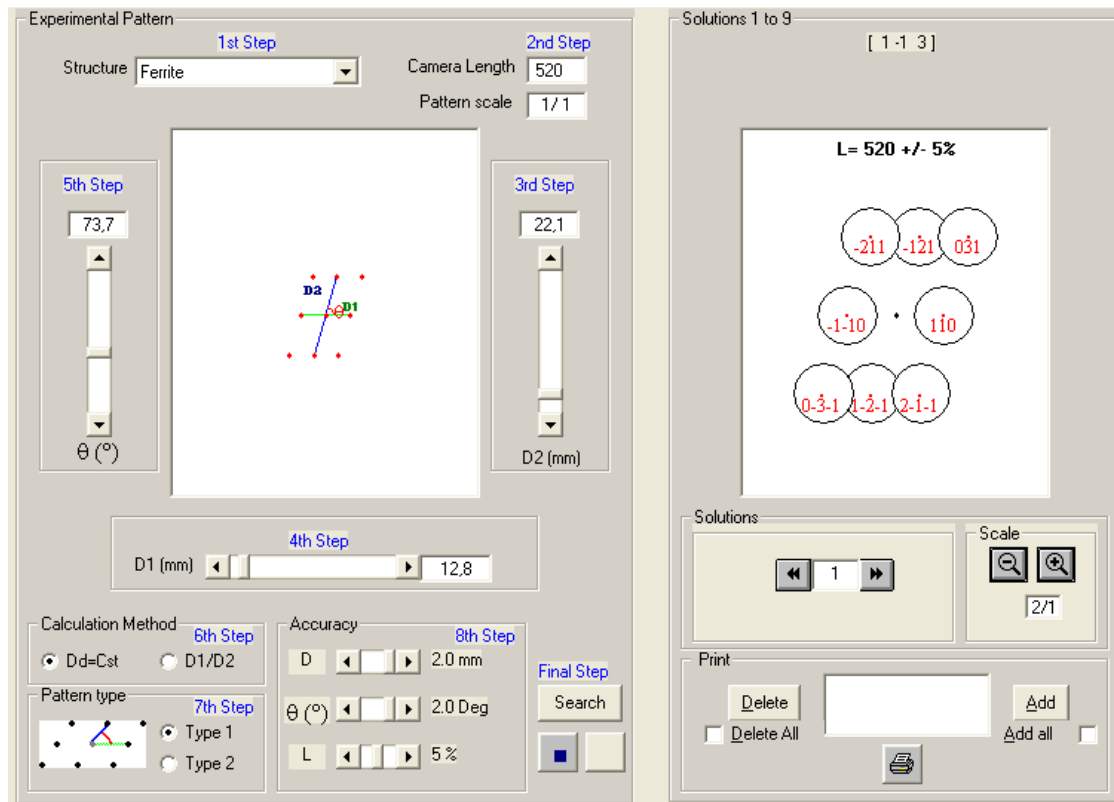 Experimental Pattern
1st Step
2nd Step
Structure Ferrite
Camera Length 520
Pattern scale 1/1
5th Step
73,7
θ (°)
D2
θ D1
3rd Step
22,1
D2 (mm)
4th Step
D1 (mm) 12,8
Calculation Method
6th Step
Dd=Cst D1/D2
Pattern type
7th Step
Type 1
Type 2
Accuracy
8th Step
D 2.0 mm
θ (°) 2.0 Deg
L 5 %
Final Step
Search
Solutions 1 to 9
[ 1 -1 3 ]
L= 520 +/- 5%
-211 -121 031
-1-10 110
0-3-1 1-2-1 2-1-1
Solutions
1
Scale
2/1
Print
Delete
Delete All
Add
Add all